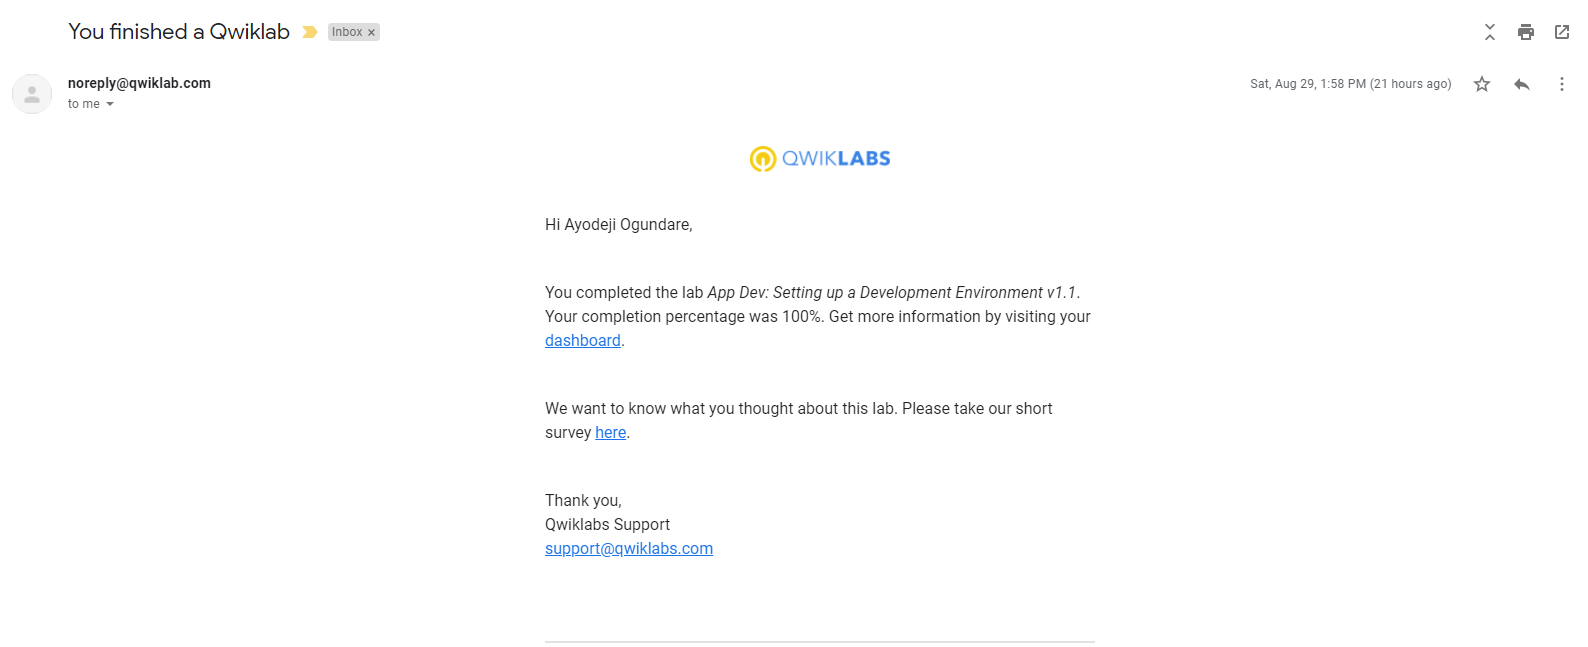 You finished a Qwiklab
Inbox ×
noreply@qwiklab.com
Sat, Aug 29, 1:58 PM (21 hours ago)
to me
QWIKLABS
Hi Ayodeji Ogundare,
You completed the lab App Dev: Setting up a Development Environment v1.1.
Your completion percentage was 100%. Get more information by visiting your
dashboard.
We want to know what you thought about this lab. Please take our short
survey here.
Thank you,
Qwiklabs Support
support@qwiklabs.com